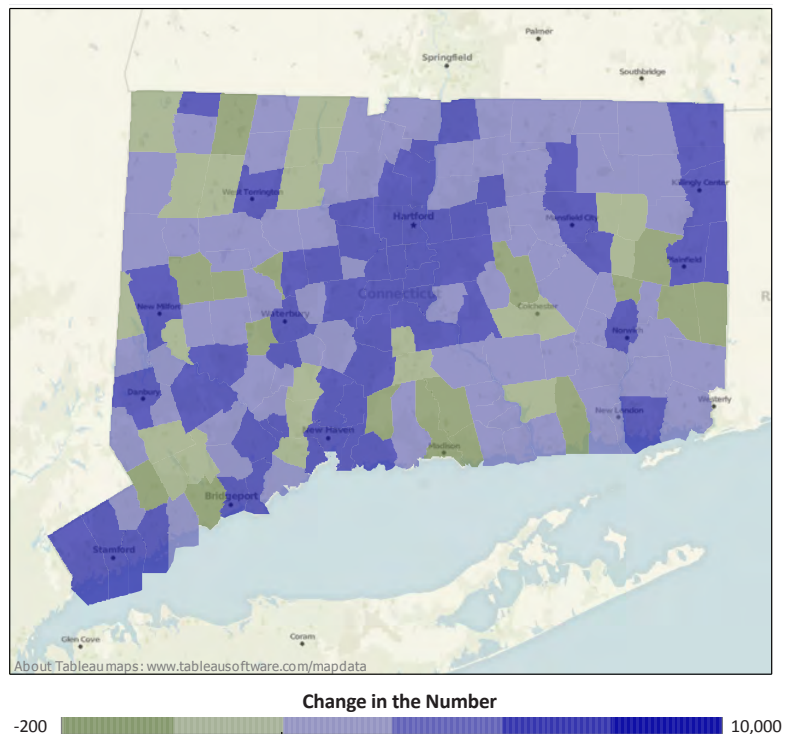 Palmer
Springfield
Southbridge
West Torrington
Killingly Center
Hartford
Mansfield City
Plainfield
Connecticut
R
New Milford
Waterbury
Colchester
Norwich
Danbury
New London
Westerly
New Haven
Madison
Bridgeport
Stamford
Glen Cove
Coram
About Tableau maps: www.tableausoftware.com/mapdata
Change in the Number
-200 10,000